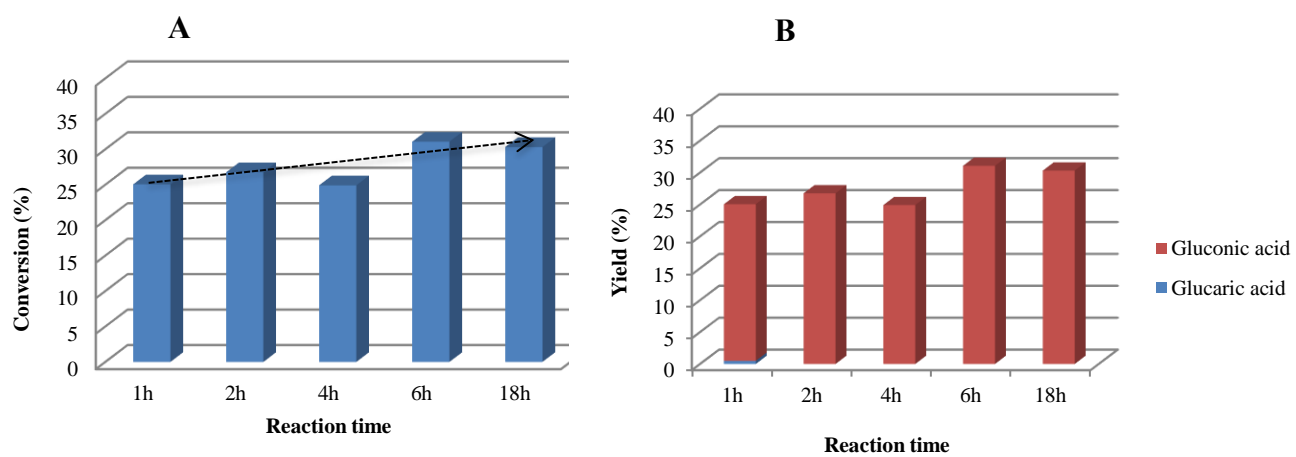 A
Conversion (%)
40
35
30
25
20
15
10
5
0
1h 2h 4h 6h 18h
Reaction time
B
Yield (%)
40
35
30
25
20
15
10
5
0
1h 2h 4h 6h 18h
Reaction time
Gluconic acid
Glucaric acid